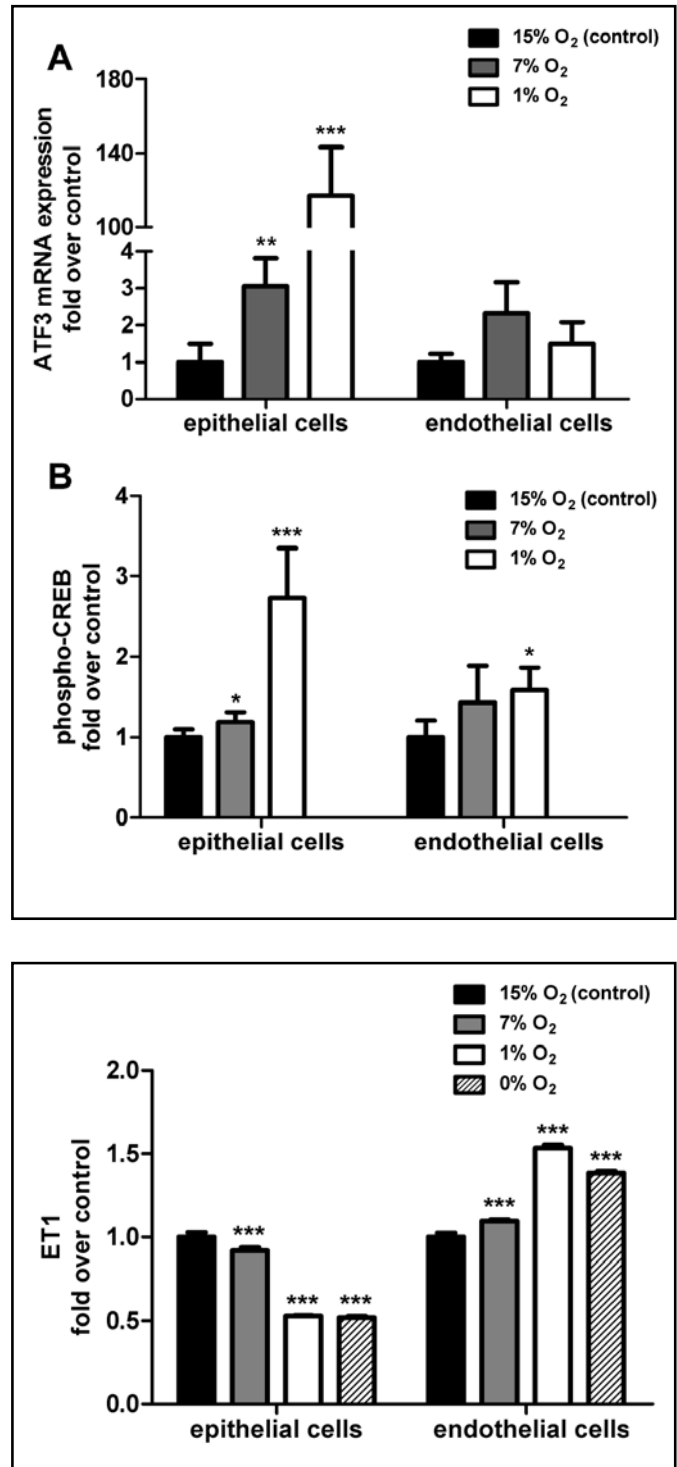 A
15% O₂ (control)
7% O₂
1% O₂
ATF3 mRNA expression
fold over control
180
140
100
4
3
2
1
0
**
***
epithelial cells
endothelial cells
B
15% O₂ (control)
7% O₂
1% O₂
phospho-CREB
fold over control
4
3
2
1
0
*
***
*
epithelial cells
endothelial cells
15% O₂ (control)
7% O₂
1% O₂
0% O₂
ET1
fold over control
2.0
1.5
1.0
0.5
0.0
***
***
***
***
***
***
epithelial cells
endothelial cells